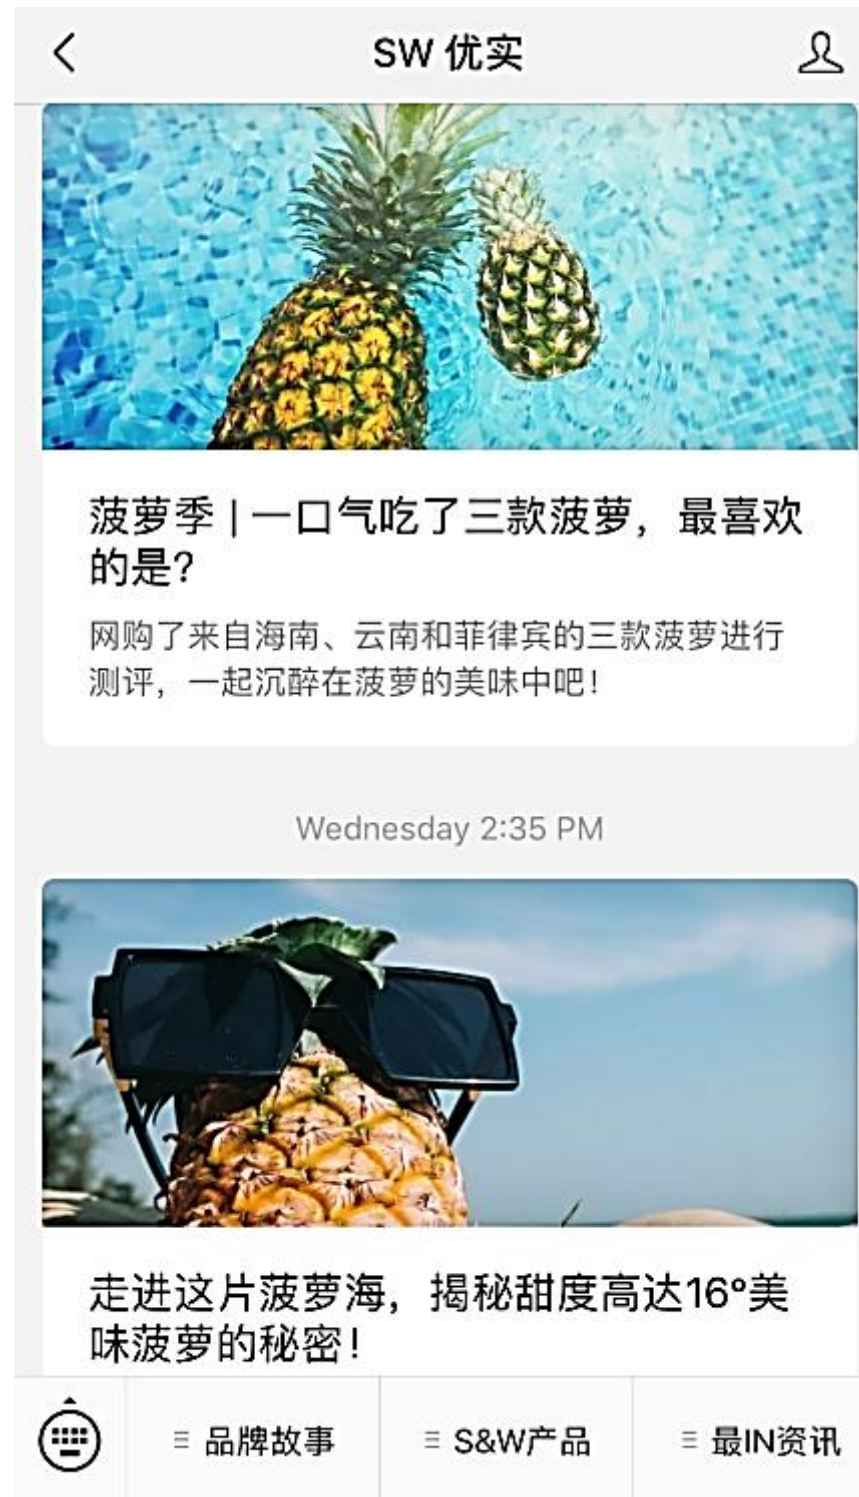 SW 优实
菠萝季 | 一口气吃了三款菠萝，最喜欢
的是?
网购了来自海南、云南和菲律宾的三款菠萝进行
测评，一起沉醉在菠萝的美味中吧！
Wednesday 2:35 PM
走进这片菠萝海，揭秘甜度高达16°美
味菠萝的秘密！
品牌故事
S&W产品
最IN资讯